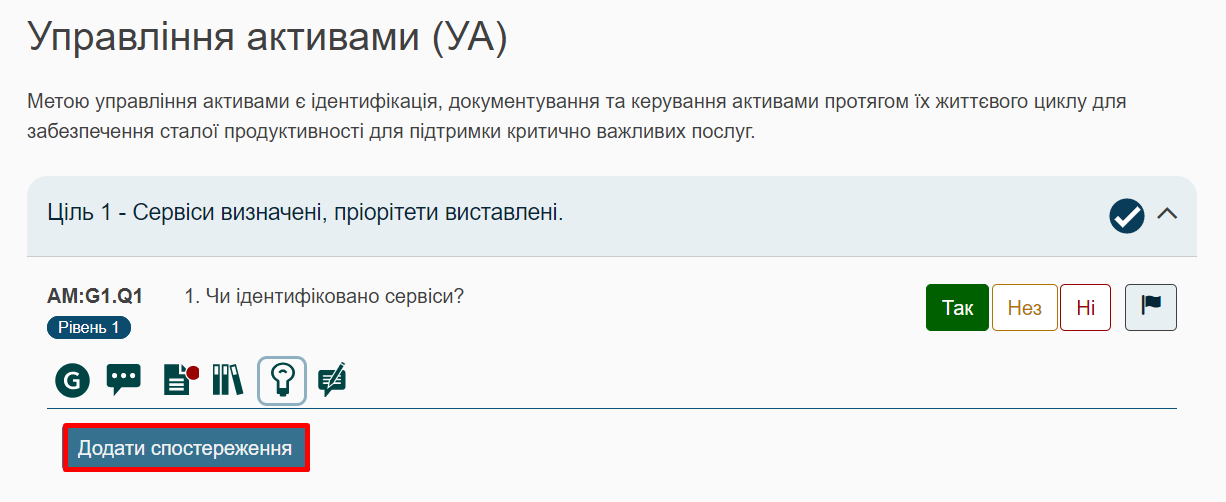 Управління активами (УА)
Метою управління активами є ідентифікація, документування та керування активами протягом їх життєвого циклу для
забезпечення сталої продуктивності для підтримки критично важливих послуг.
Ціль 1 - Сервіси визначені, пріорітети виставлені.
AM:G1.Q1 1. Чи ідентифіковано сервіси? Так Нез Ні
Рівень 1
G
Додати спостереження